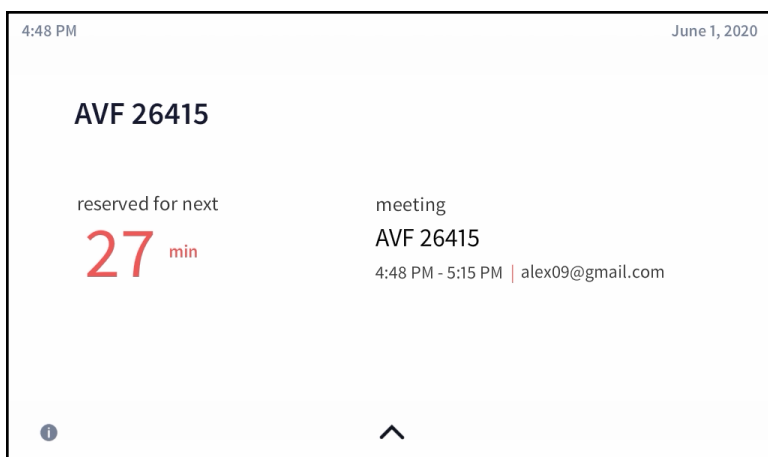 4:48 PM
June 1, 2020
AVF 26415
reserved for next
27 min
meeting
AVF 26415
4:48 PM - 5:15 PM | alex09@gmail.com